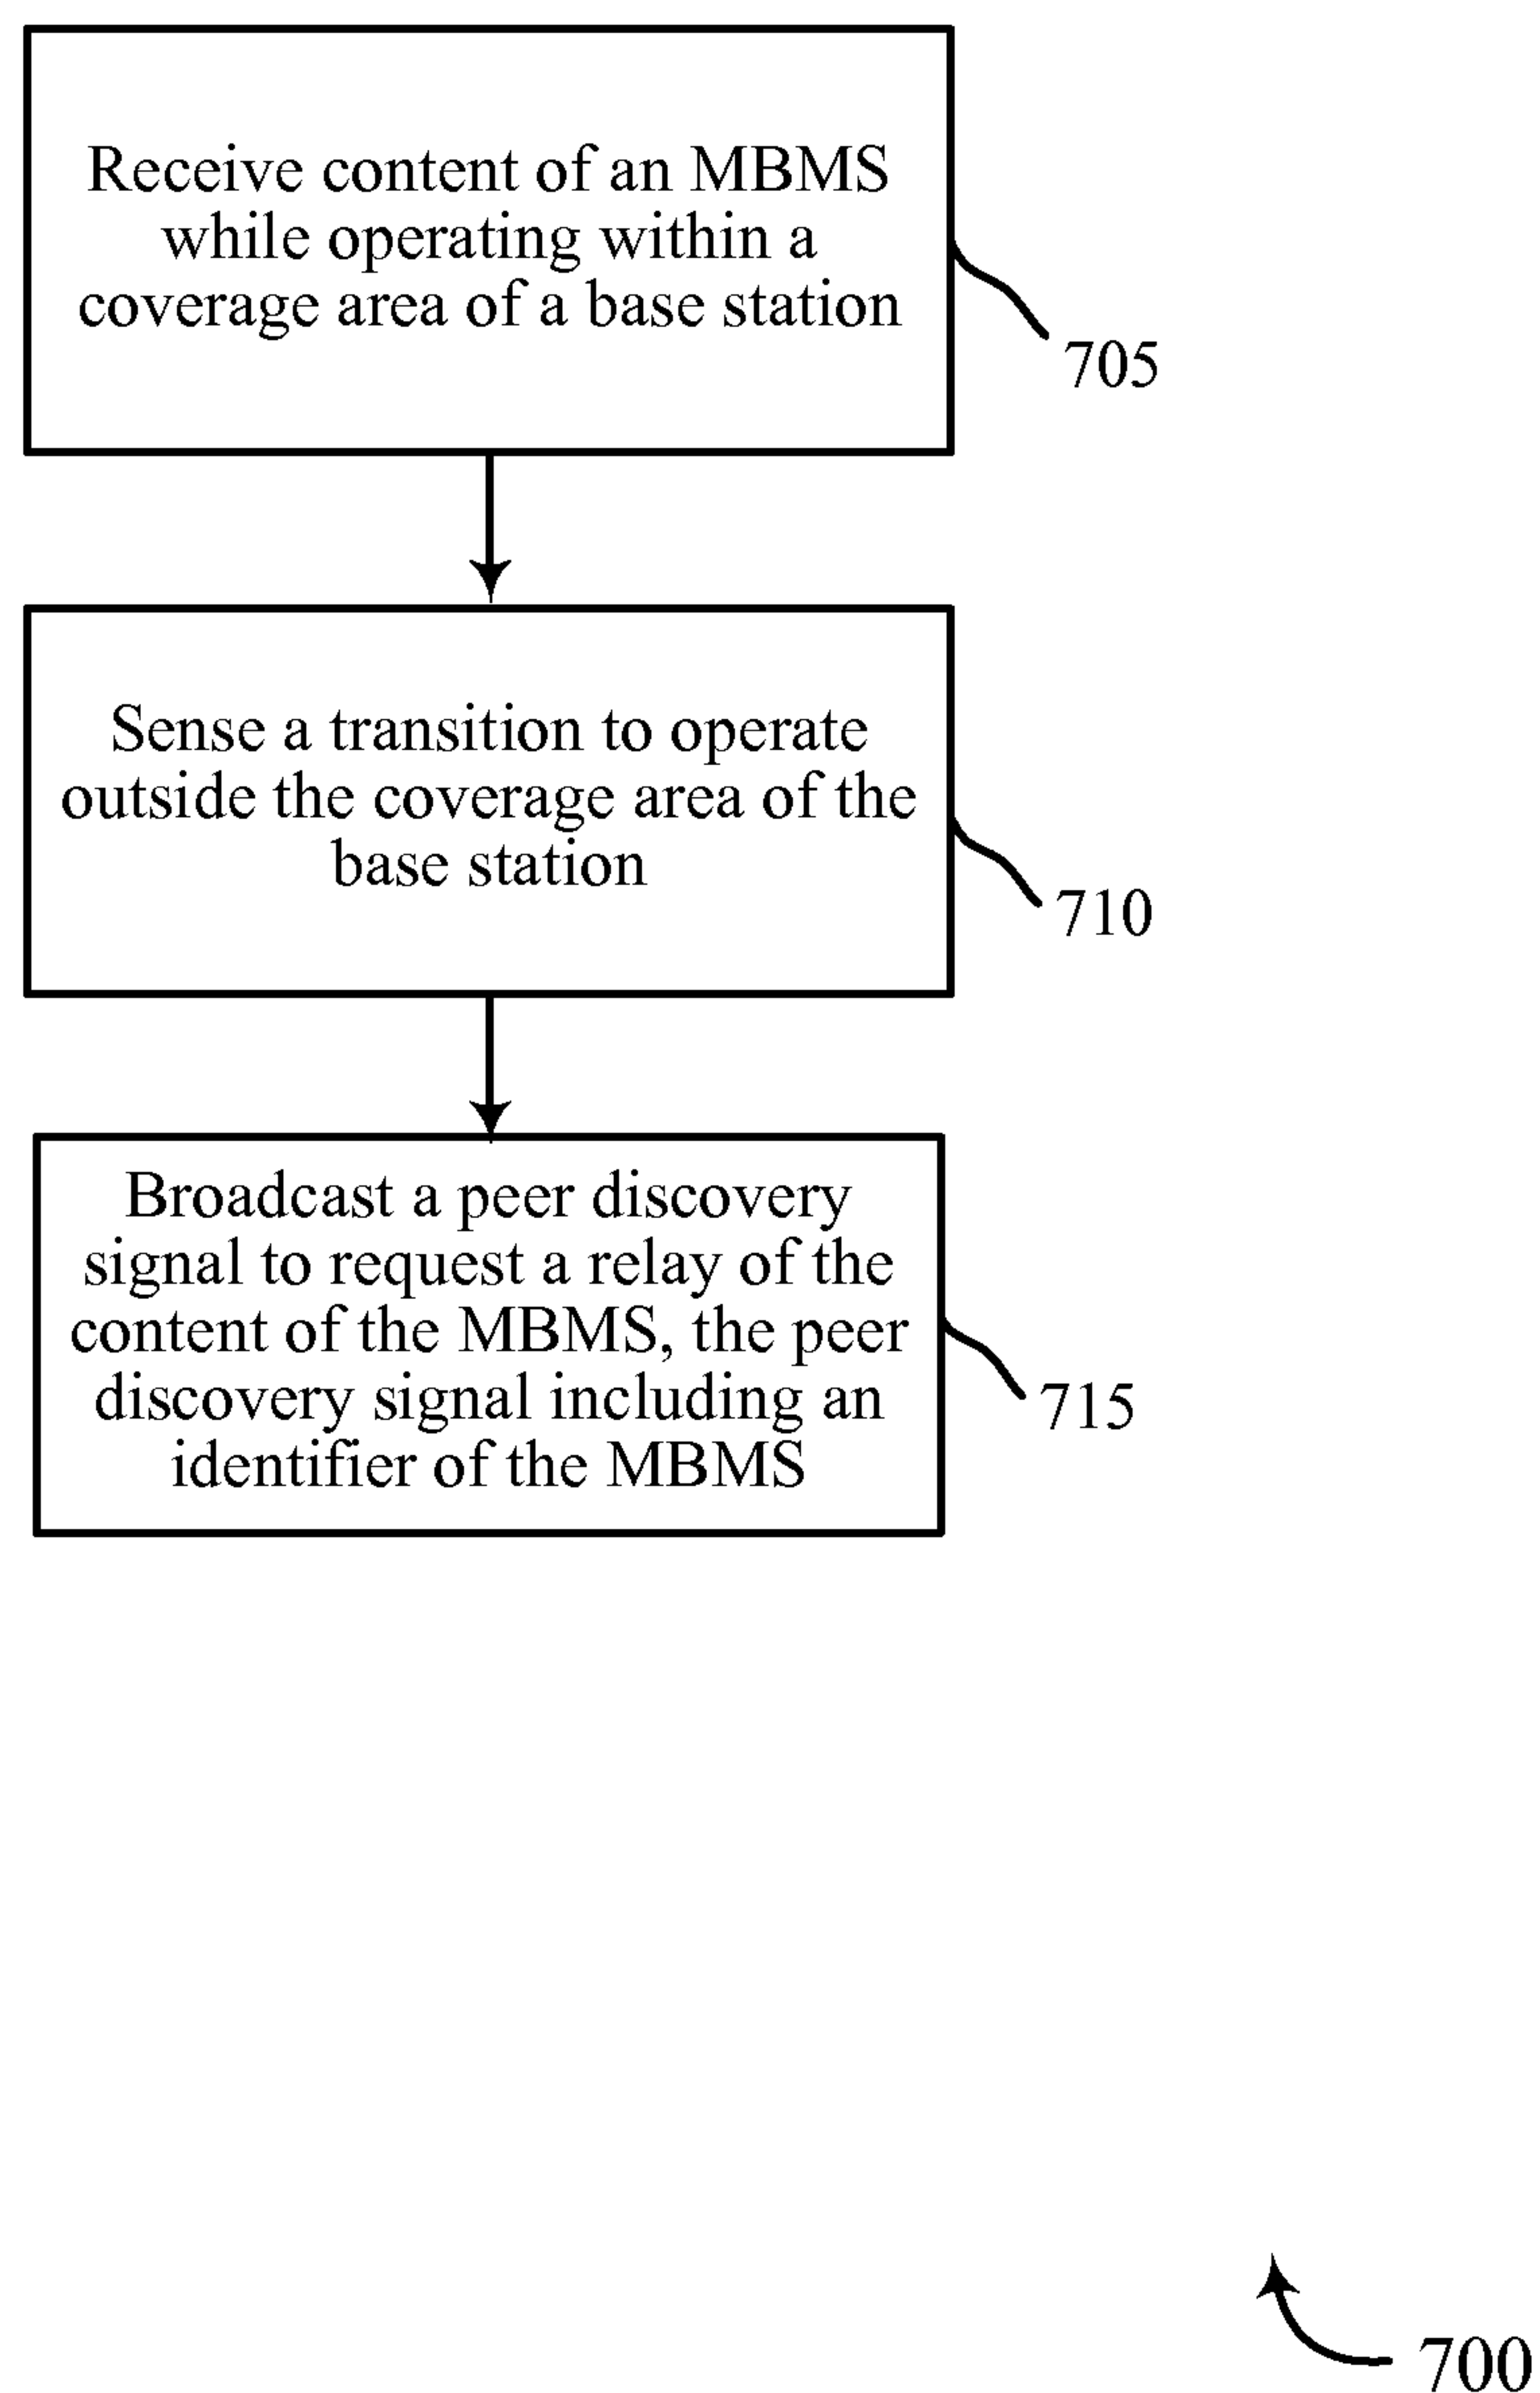 Receive content of an MBMS
while operating within a
coverage area of a base station
705
Sense a transition to operate
outside the coverage area of the
base station
710
Broadcast a peer discovery
signal to request a relay of the
content of the MBMS, the peer
discovery signal including an
identifier of the MBMS
715
700